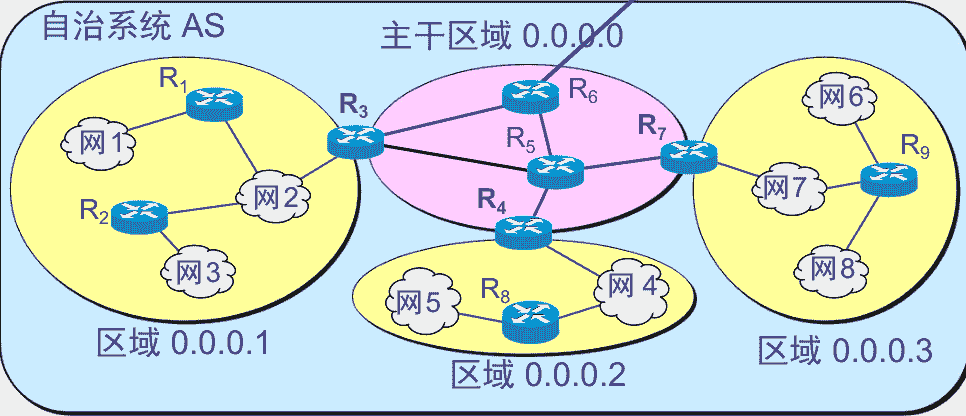 自治系统 AS
主干区域 0.0.0.0
R1
R3
R6
网6
网1
R5
R7
R9
R2
网2
R4
网7
网3
网5
R8
网4
网8
区域 0.0.0.1
区域 0.0.0.2
区域 0.0.0.3